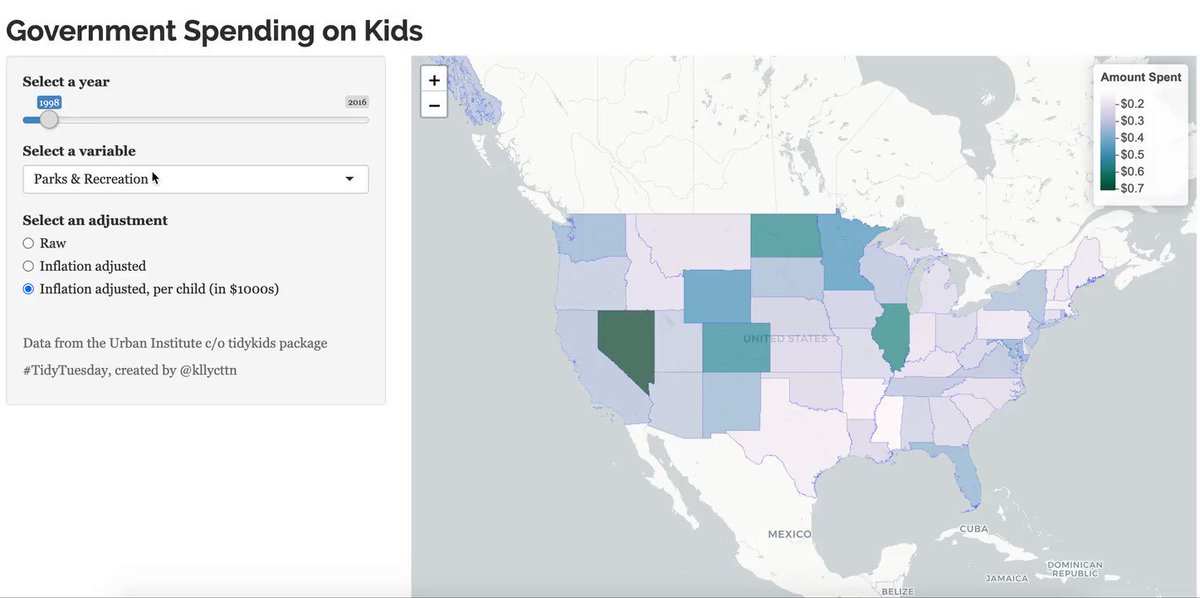 Government Spending on Kids
Select a year
1998
2016
Select a variable
Parks & Recreation
Select an adjustment
Raw
Inflation adjusted
Inflation adjusted, per child (in $1000s)
Data from the Urban Institute c/o tidykids package
#TidyTuesday, created by @kllycttn
+
−
Amount Spent
$0.2
$0.3
$0.4
$0.5
$0.6
$0.7
UNITED STATES
MEXICO
CUBA
JAMAICA
DOMINICAN
REPUBLIC
BELIZE